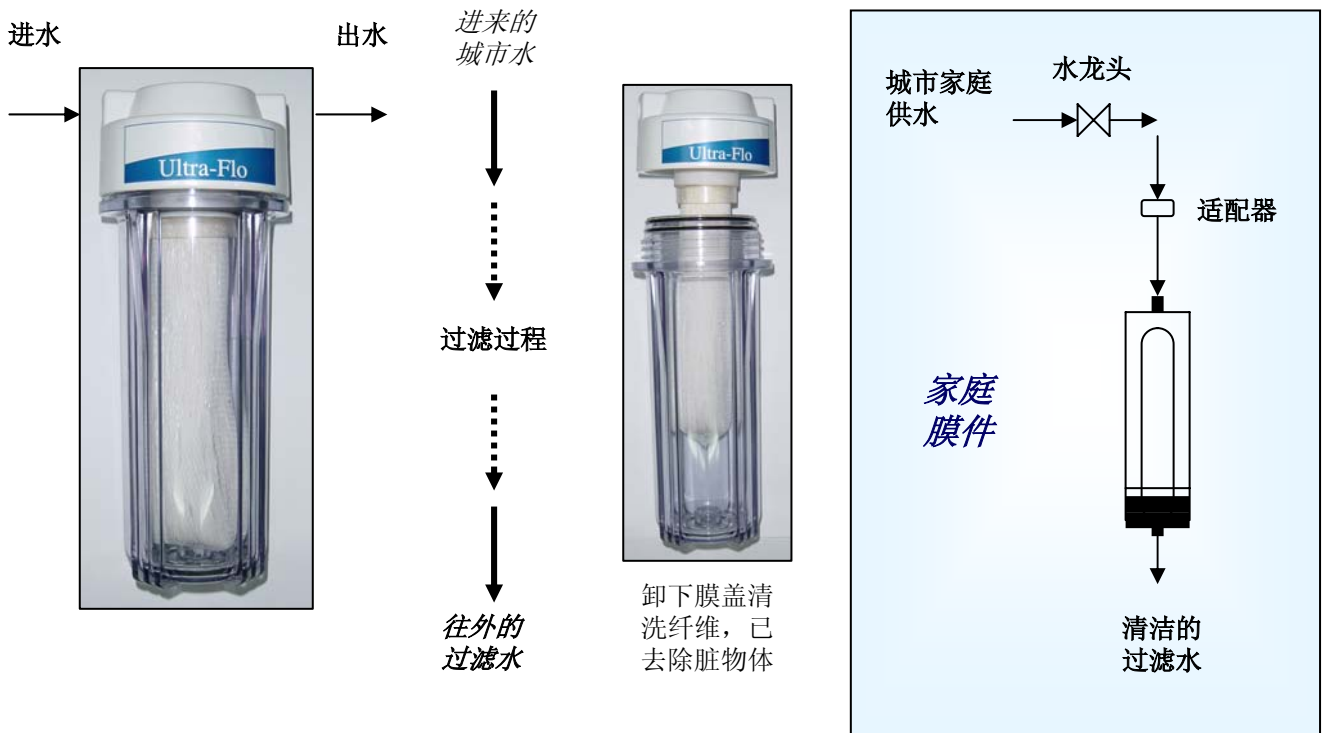 进水
出水
Ultra-Flo
进来的
城市水
过滤过程
往外的
过滤水
Ultra-Flo
卸下膜盖清
洗纤维，已
去除脏物体
城市家庭
供水
水龙头
适配器
家庭
膜件
清洁的
过滤水